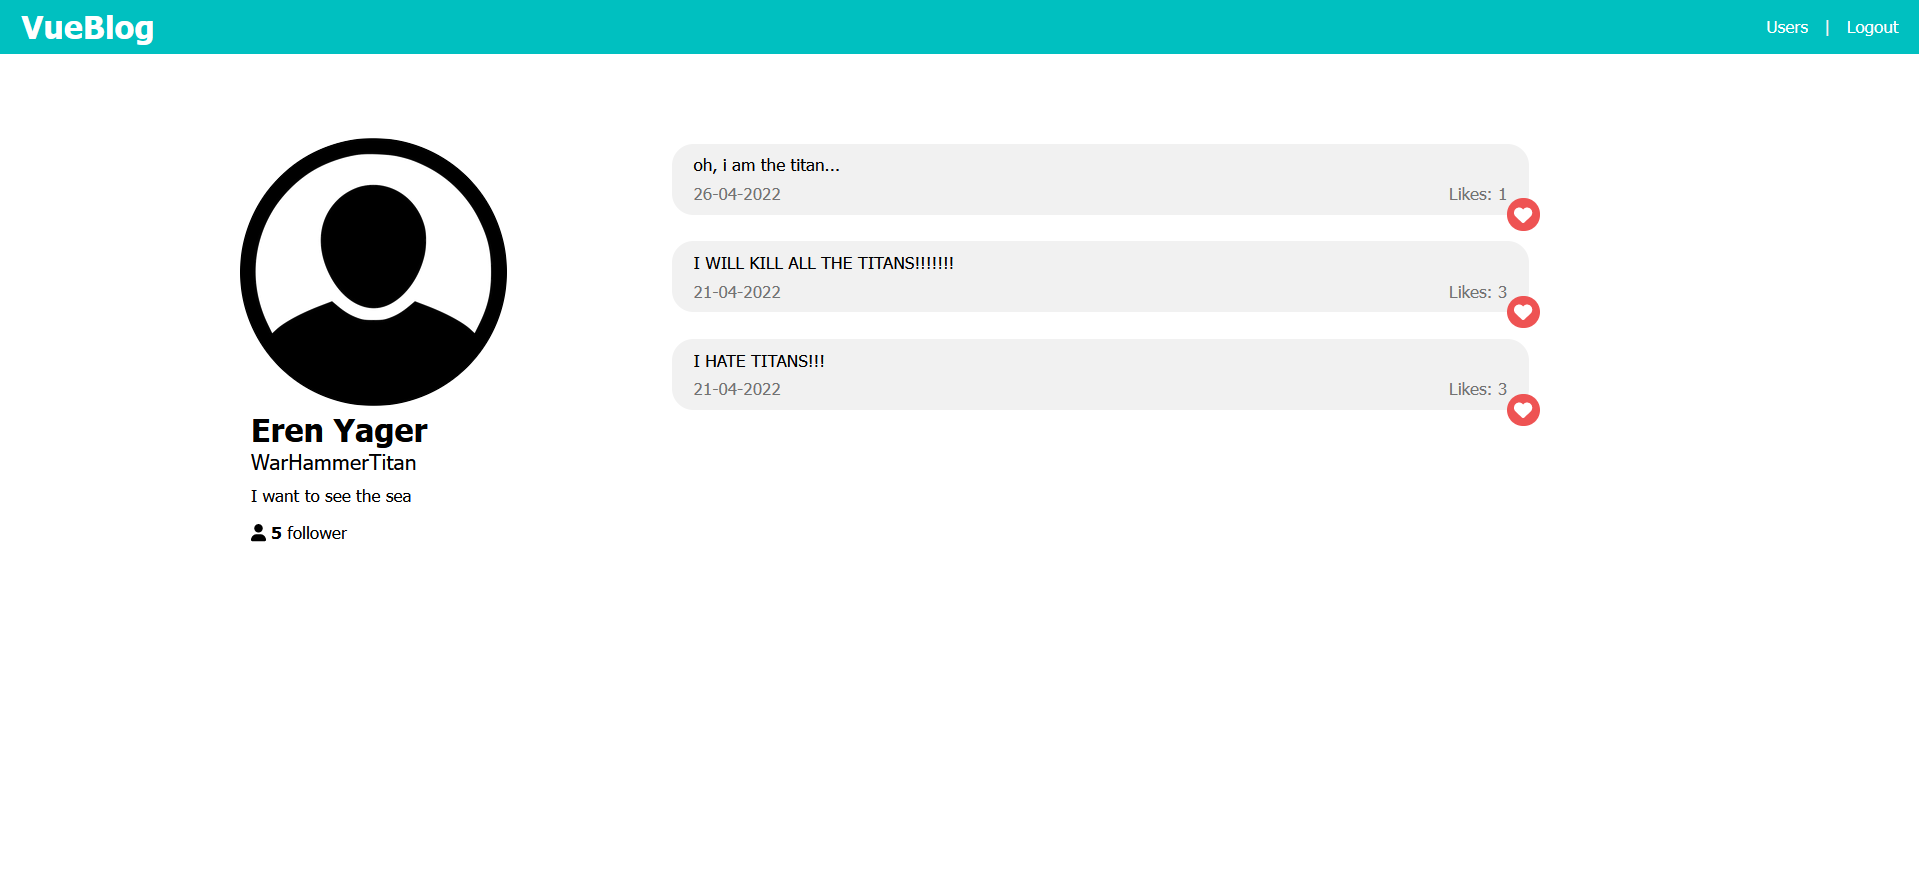 VueBlog
Users | Logout
oh, i am the titan...
26-04-2022 Likes: 1
I WILL KILL ALL THE TITANS!!!!!!!
21-04-2022 Likes: 3
I HATE TITANS!!!
21-04-2022 Likes: 3
Eren Yager
WarHammerTitan
I want to see the sea
5 follower